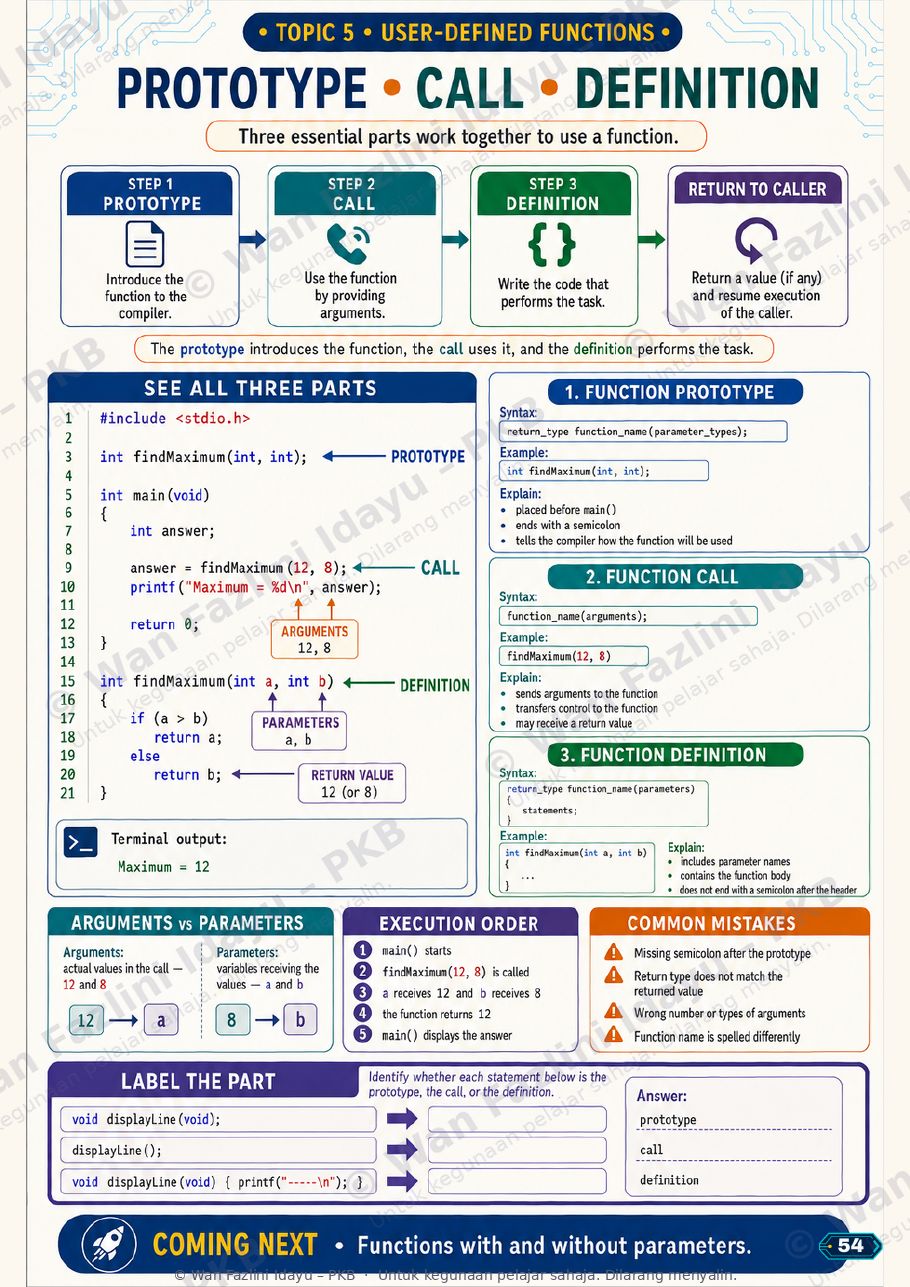 • TOPIC 5 • USER-DEFINED FUNCTIONS •
PROTOTYPE • CALL • DEFINITION
Three essential parts work together to use a function.
STEP 1
PROTOTYPE
Introduce the
function to the
compiler.
STEP 2
CALL
Use the function
by providing
arguments.
STEP 3
DEFINITION
{ }
Write the code that
performs the task.
RETURN TO CALLER
Return a value (if any)
and resume execution
of the caller.
The prototype introduces the function, the call uses it, and the definition performs the task.
SEE ALL THREE PARTS
1 #include <stdio.h>
2
3 int findMaximum(int, int); PROTOTYPE
4
5 int main(void)
6 {
7 int answer;
8
9 answer = findMaximum(12, 8); CALL
10 printf("Maximum = %d\n", answer);
11
12 return 0;
13 }
ARGUMENTS
12, 8
14
15 int findMaximum(int a, int b) DEFINITION
16 {
17 if (a > b)
18 return a;
PARAMETERS
a, b
19 else
20 return b;
21 }
RETURN VALUE
12 (or 8)
>_ Terminal output:
Maximum = 12
1. FUNCTION PROTOTYPE
Syntax:
return_type function_name(parameter_types);
Example:
int findMaximum(int, int);
Explain:
• placed before main()
• ends with a semicolon
• tells the compiler how the function will be used
2. FUNCTION CALL
Syntax:
function_name(arguments);
Example:
findMaximum(12, 8)
Explain:
• sends arguments to the function
• transfers control to the function
• may receive a return value
3. FUNCTION DEFINITION
Syntax:
return_type function_name(parameters)
{
statements;
}
Example:
int findMaximum(int a, int b)
{
...
}
Explain:
• includes parameter names
• contains the function body
• does not end with a semicolon after the header
ARGUMENTS vs PARAMETERS
Arguments:
actual values in the call —
12 and 8
12 a
Parameters:
variables receiving the
values — a and b
8 b
EXECUTION ORDER
1 main() starts
2 findMaximum(12, 8) is called
3 a receives 12 and b receives 8
4 the function returns 12
5 main() displays the answer
COMMON MISTAKES
Missing semicolon after the prototype
Return type does not match the
returned value
Wrong number or types of arguments
Function name is spelled differently
LABEL THE PART
Identify whether each statement below is the
prototype, the call, or the definition.
void displayLine(void);
displayLine();
void displayLine(void) { printf("-----\n"); }
Answer:
prototype
call
definition
COMING NEXT • Functions with and without parameters.
54
© Wan Fazlini Idayu – PKB · Untuk kegunaan pelajar sahaja. Dilarang menyalin.
© Wan Fazlini Idayu – PKB
Untuk kegunaan pelajar sahaja. Dilarang menyalin.